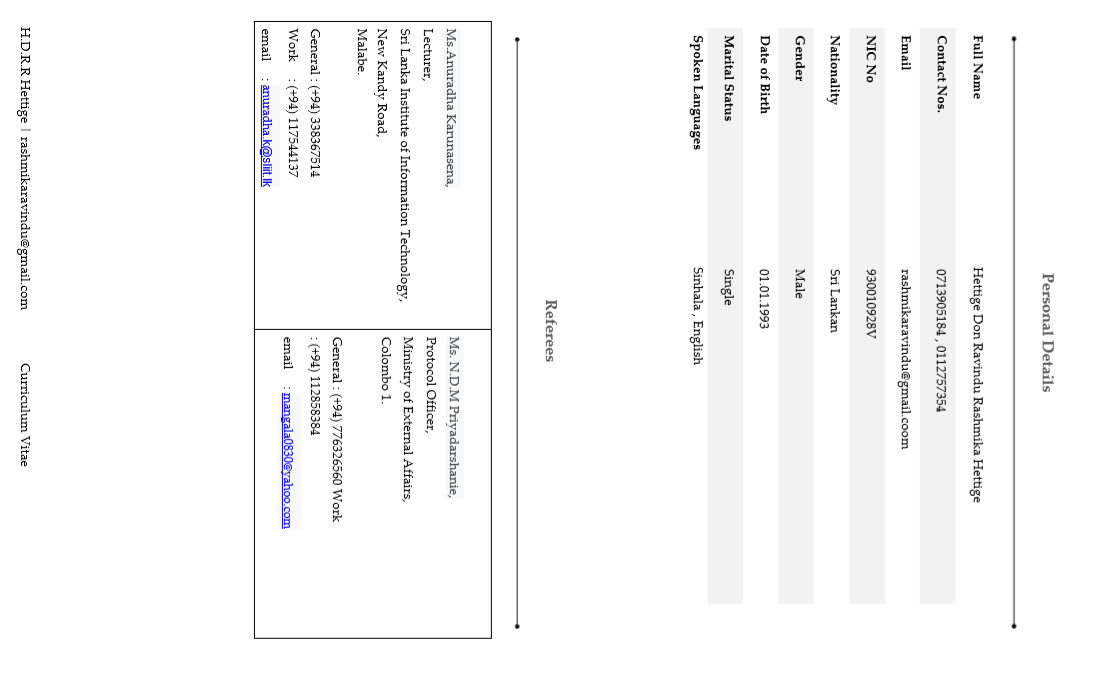 Personal Details
Full Name Hettige Don Ravindu Rashmika Hettige
Contact Nos. 0713905184 , 0112757354
Email rashmikaravindu@gmail.coom
NIC No 930010928V
Nationality Sri Lankan
Gender Male
Date of Birth 01.01.1993
Marital Status Single
Spoken Languages Sinhala , English
Referees
Ms.Anuradha Karunasena,
Lecturer,
Sri Lanka Institute of Information Technology,
New Kandy Road,
Malabe.
General : (+94) 338367514
Work : (+94) 117544137
email : anuradha.k@sliit.lk
Ms. N.D.M Priyadarshanie,
Protocol Officer,
Ministry of External Affairs,
Colombo 1.
General : (+94) 776326560 Work
: (+94) 112858384
email : mangala0830@yahoo.com
H.D.R.R Hettige | rashmikaravindu@gmail.com Curriculum Vitae